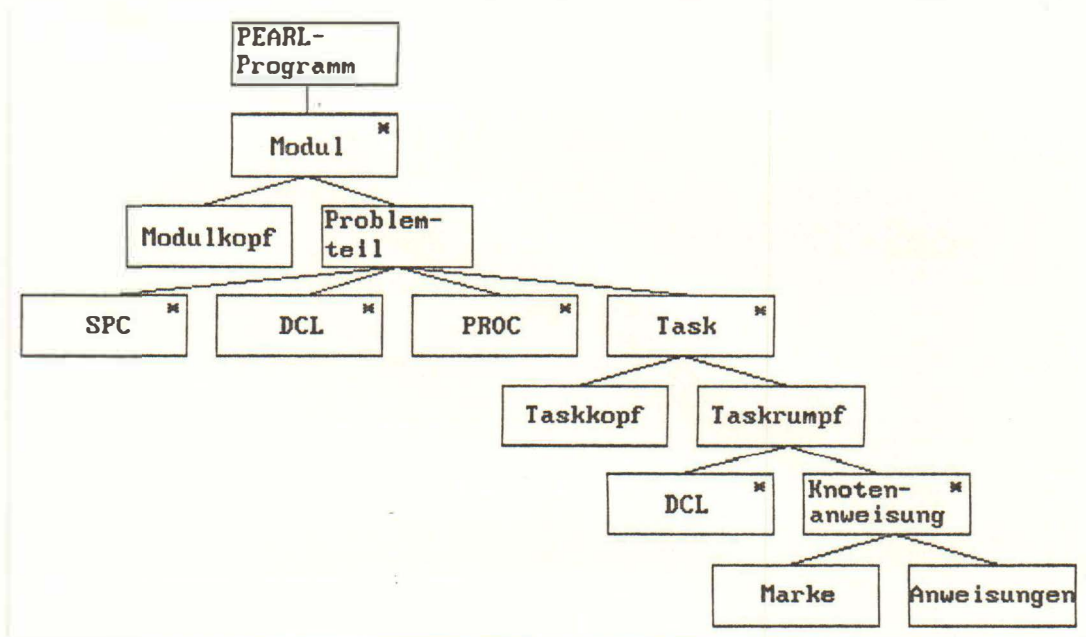 PEARL-
Programm
*
Modul
Modulkopf
Problem-
teil
SPC *
DCL *
PROC *
Task *
Taskkopf
Taskrumpf
DCL *
Knoten- *
anweisung
Marke
Anweisungen